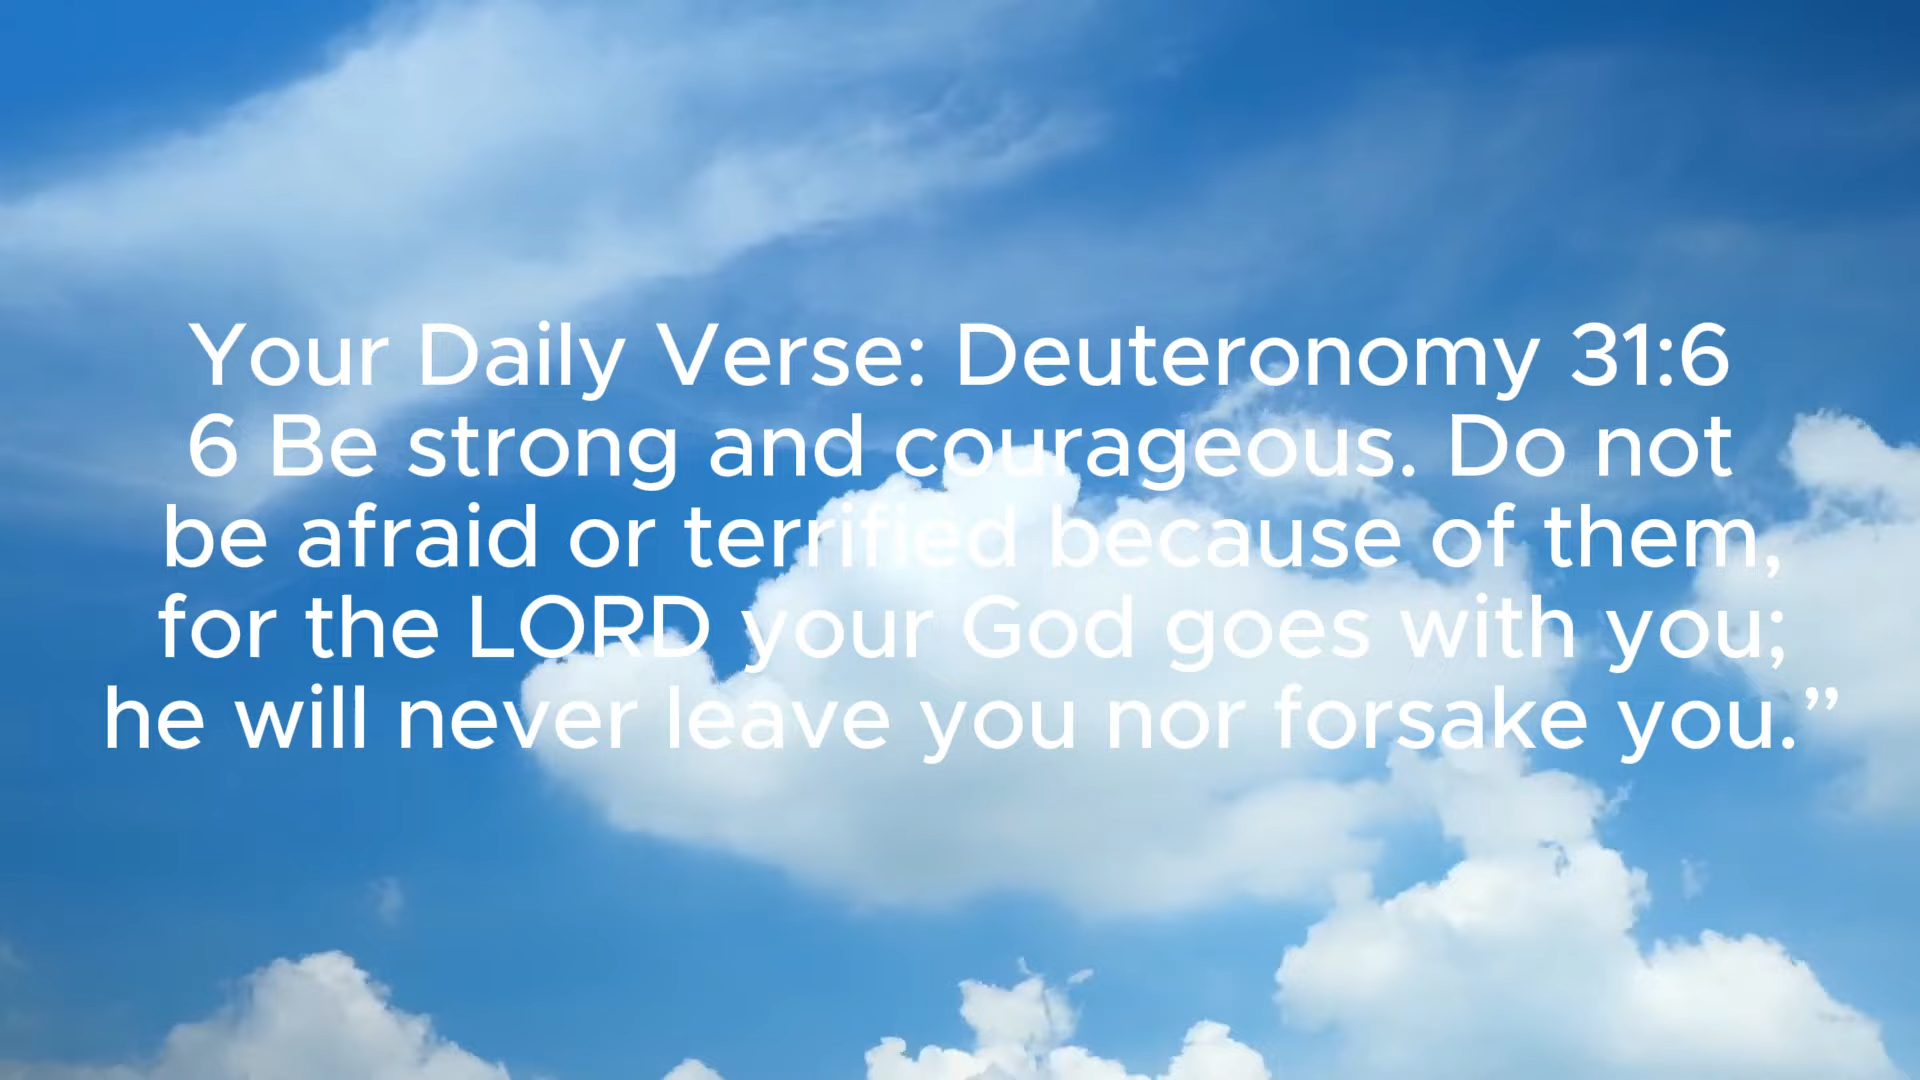 Your Daily Verse: Deuteronomy 31:6
6 Be strong and courageous. Do not
be afraid or terrified because of them,
for the LORD your God goes with you;
he will never leave you nor forsake you.”